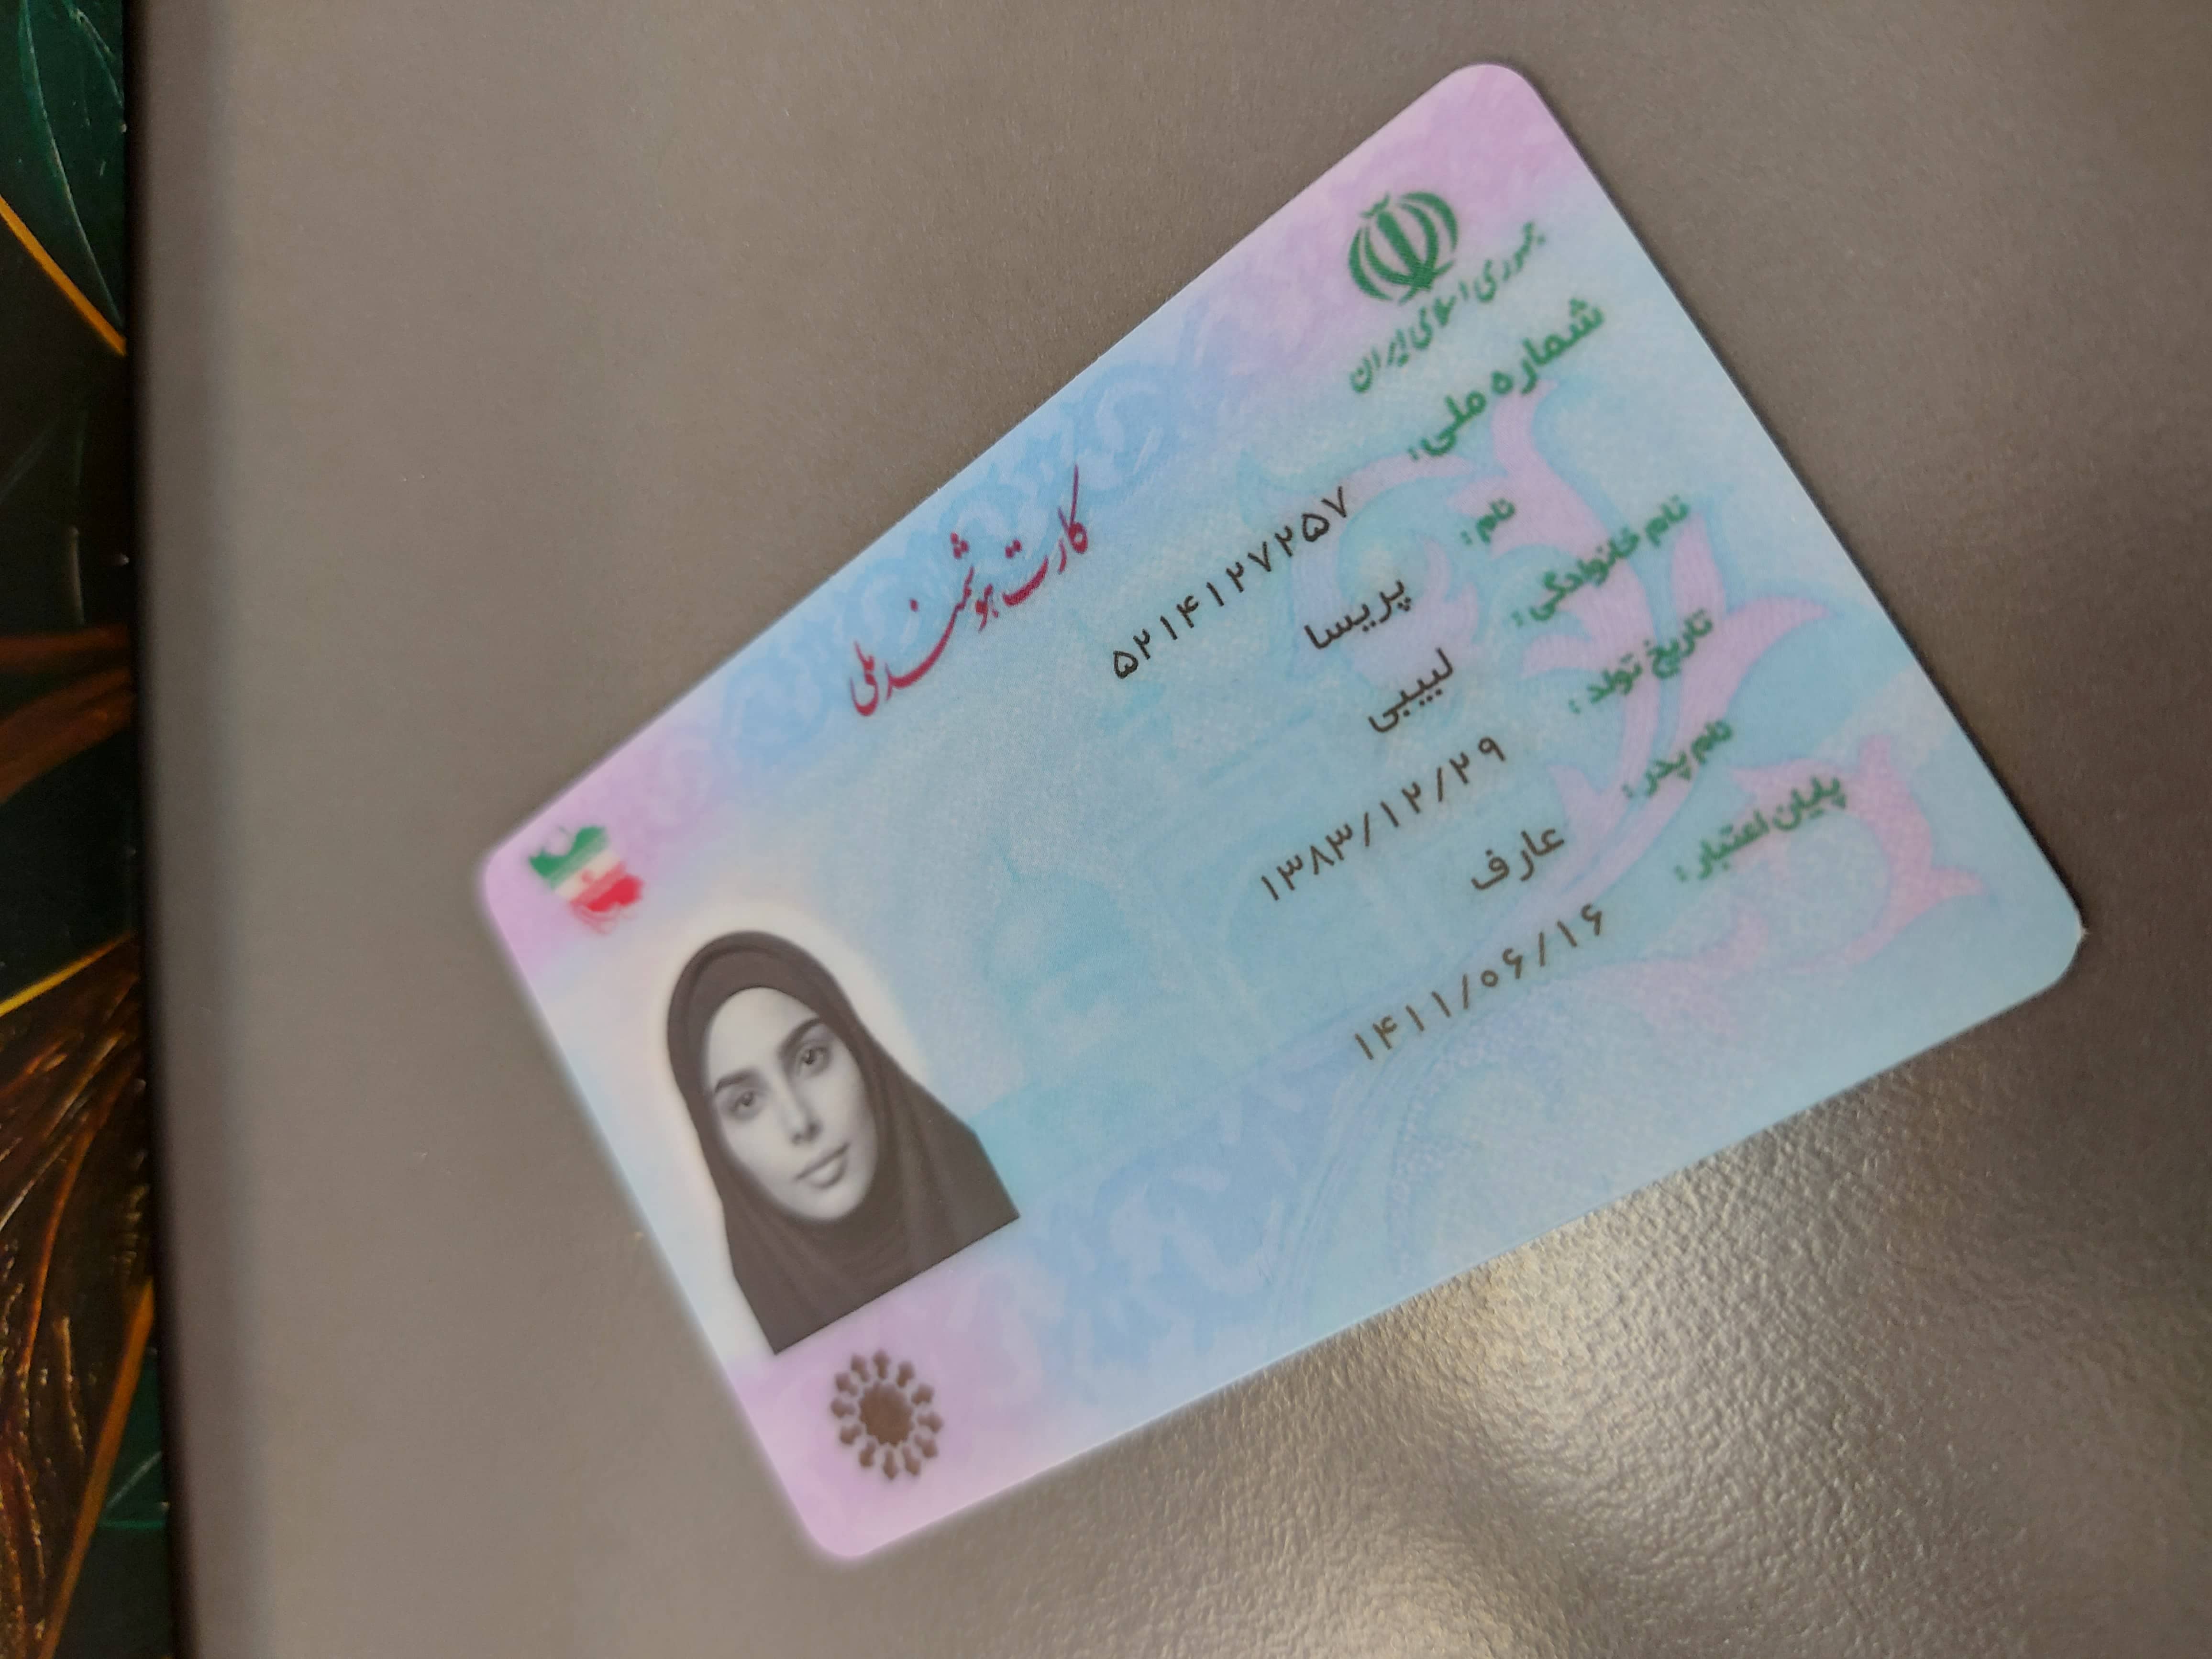 جمهوری اسلامی ایران
کارت هوشمند ملی
شماره ملی: ۵۲۱۴۱۲۷۲۵۷
نام: پریسا
نام خانوادگی: لبیبی
تاریخ تولد: ۱۳۸۳/۱۲/۲۹
نام پدر: عارف
پایان اعتبار: ۱۴۱۱/۰۶/۱۶